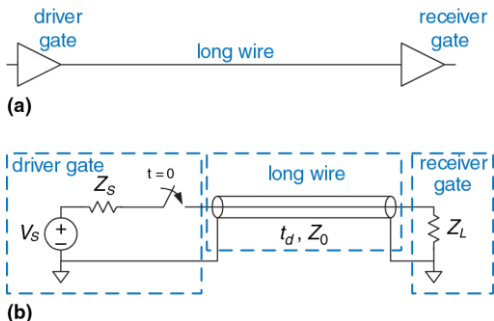 driver
gate
long wire
receiver
gate
(a)
driver gate
long wire
receiver
gate
Z_S
t = 0
V_S
+
−
t_d , Z_0
Z_L
(b)